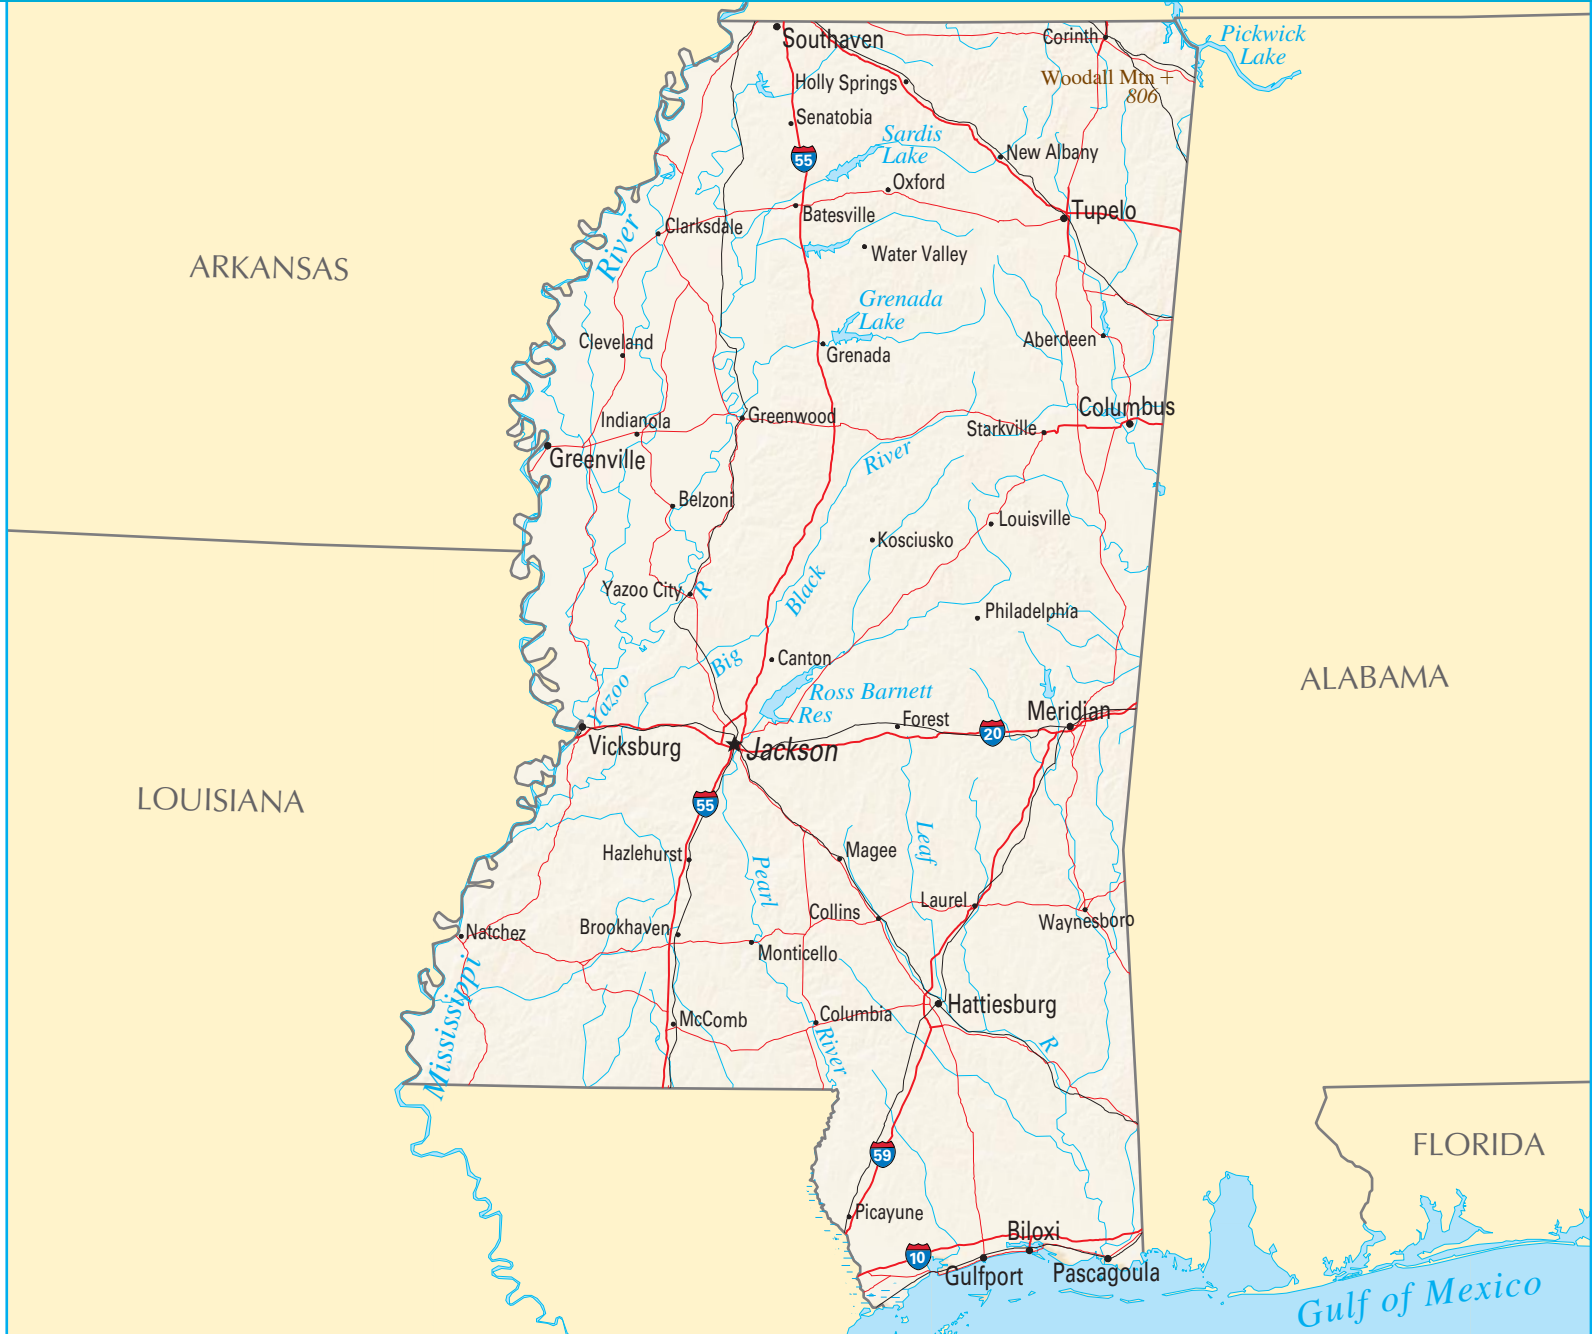 Southaven
Corinth
Pickwick
Lake
Holly Springs
Woodall Mtn +
806
Senatobia
Sardis
Lake
55
New Albany
Oxford
Batesville
Tupelo
Clarksdale
River
Water Valley
ARKANSAS
Grenada
Lake
Cleveland
Grenada
Aberdeen
Columbus
Indianola
Greenwood
Starkville
Greenville
River
Belzoni
Louisville
Kosciusko
Yazoo City
R
Black
Philadelphia
Big
Canton
ALABAMA
Yazoo
Ross Barnett
Res
Forest
Meridian
20
Vicksburg
Jackson
LOUISIANA
55
Hazlehurst
Magee
Leaf
Pearl
Collins
Laurel
Waynesboro
Natchez
Brookhaven
Monticello
Mississippi
Hattiesburg
McComb
Columbia
River
R
FLORIDA
59
Picayune
Biloxi
10
Gulfport
Pascagoula
Gulf of Mexico